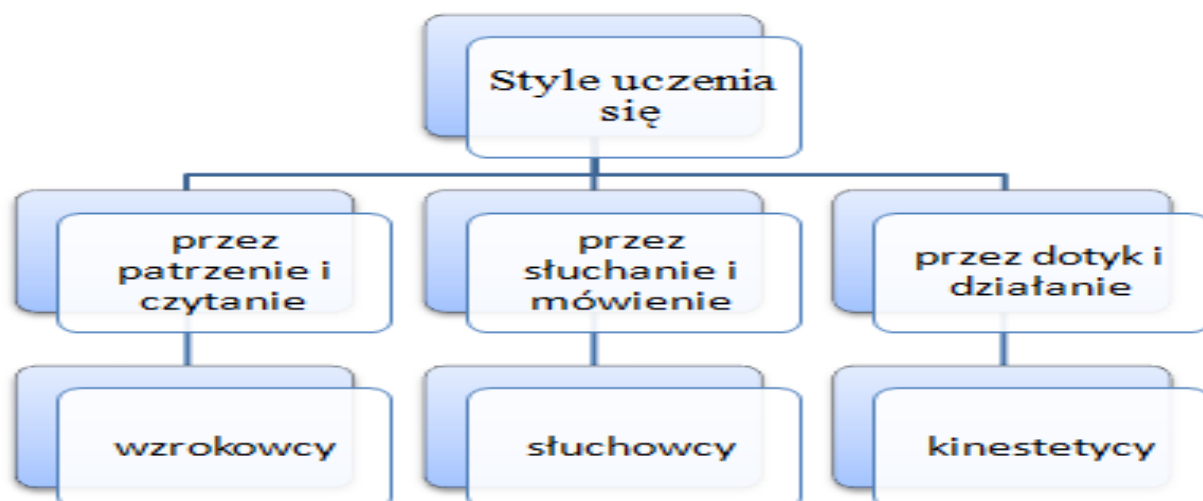 Style uczenia
się
przez
patrzenie i
czytanie
przez
słuchanie i
mówienie
przez dotyk i
działanie
wzrokowcy
słuchowcy
kinestetycy